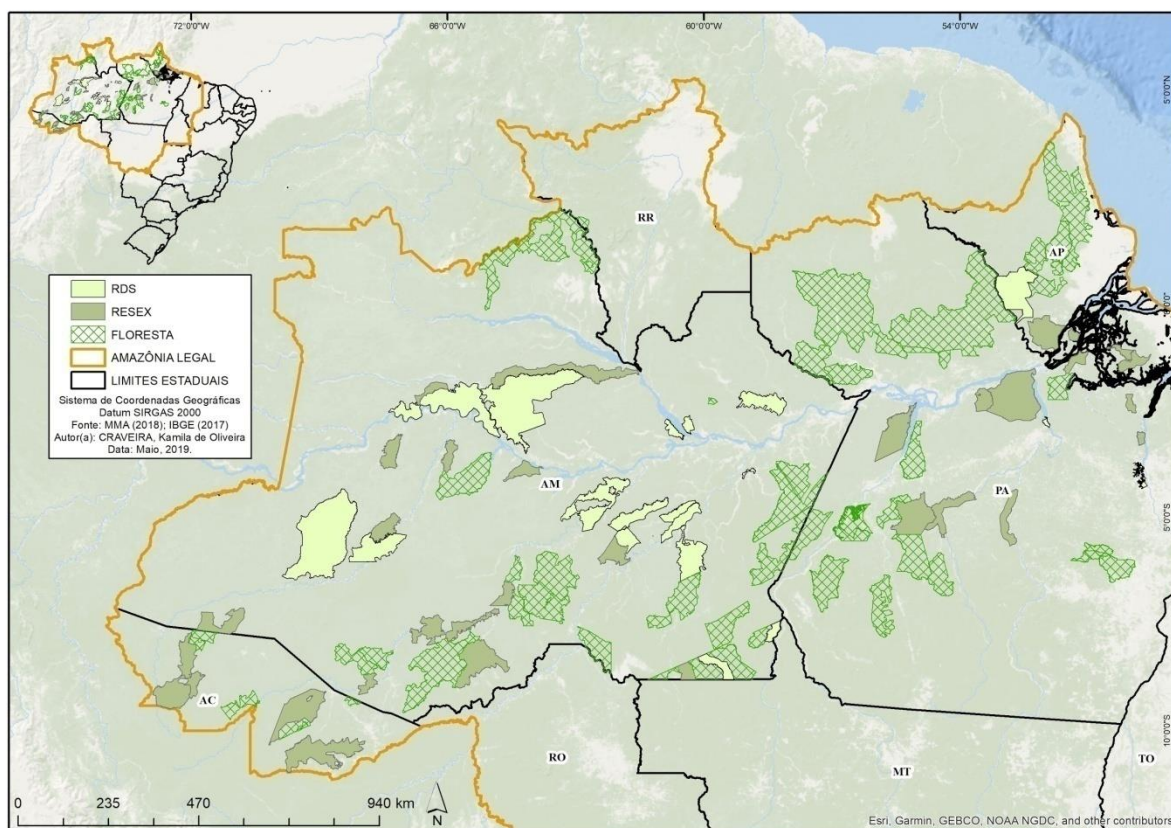 72°0'0"W
66°0'0"W
60°0'0"W
54°0'0"W
5°0'0"N
5°0'0"S
10°0'0"S
RR
AP
AM
PA
AC
RO
MT
TO
RDS
RESEX
FLORESTA
AMAZÔNIA LEGAL
LIMITES ESTADUAIS
Sistema de Coordenadas Geográficas
Datum SIRGAS 2000
Fonte: MMA (2018); IBGE (2017)
Autor(a): CRAVEIRA, Kamila de Oliveira
Data: Maio, 2019.
0 235 470 940 km
N
Esri, Garmin, GEBCO, NOAA NGDC, and other contributors